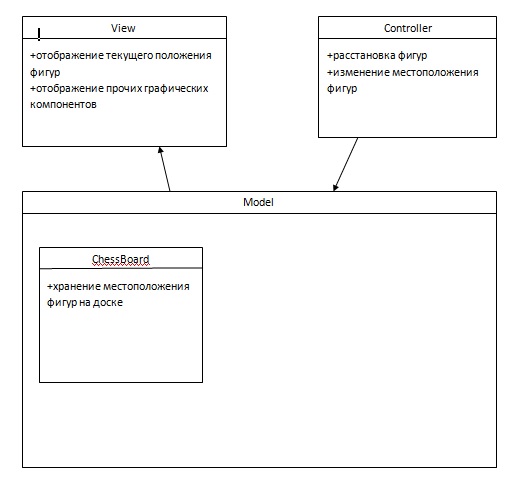 View
+отображение текущего положения
фигур
+отображение прочих графических
компонентов
Controller
+расстановка фигур
+изменение местоположения
фигур
Model
ChessBoard
+хранение местоположения
фигур на доске